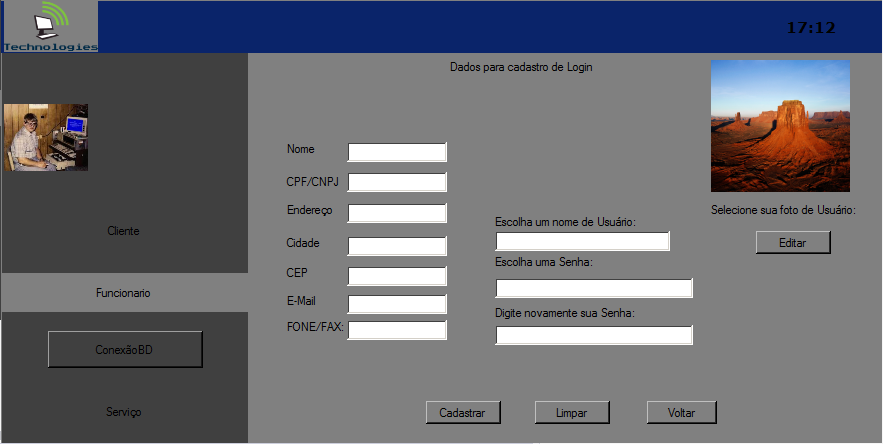 Technologies
17:12
Dados para cadastro de Login
Nome
CPF/CNPJ
Endereço
Cidade
CEP
E-Mail
FONE/FAX:
Escolha um nome de Usuário:
Escolha uma Senha:
Digite novamente sua Senha:
Selecione sua foto de Usuário:
Editar
Cliente
Funcionario
ConexãoBD
Serviço
Cadastrar
Limpar
Voltar